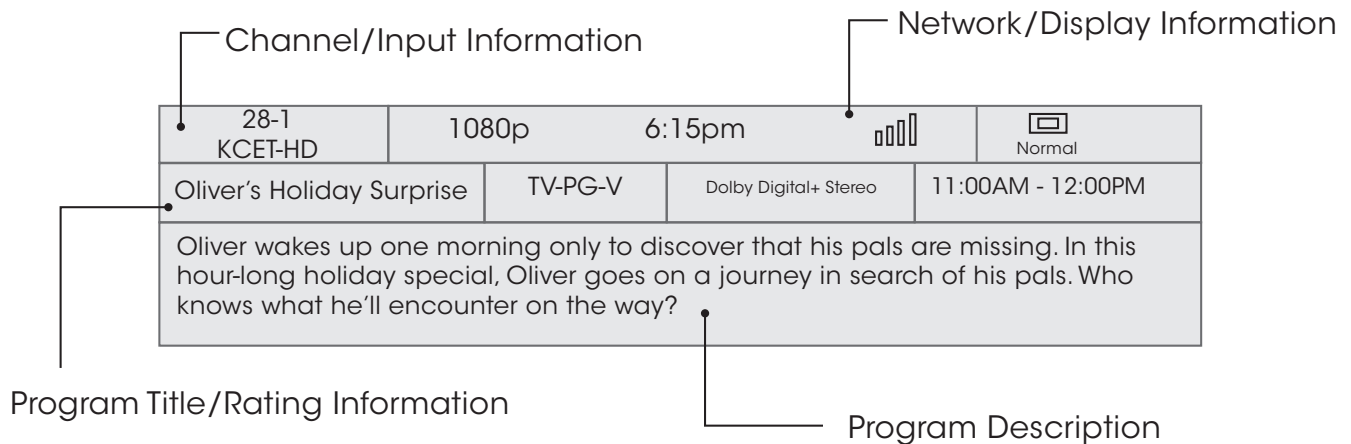 Channel/Input Information
Network/Display Information
28-1
KCET-HD
1080p
6:15pm
Normal
Oliver's Holiday Surprise
TV-PG-V
Dolby Digital+ Stereo
11:00AM - 12:00PM
Oliver wakes up one morning only to discover that his pals are missing. In this
hour-long holiday special, Oliver goes on a journey in search of his pals. Who
knows what he'll encounter on the way?
Program Title/Rating Information
Program Description